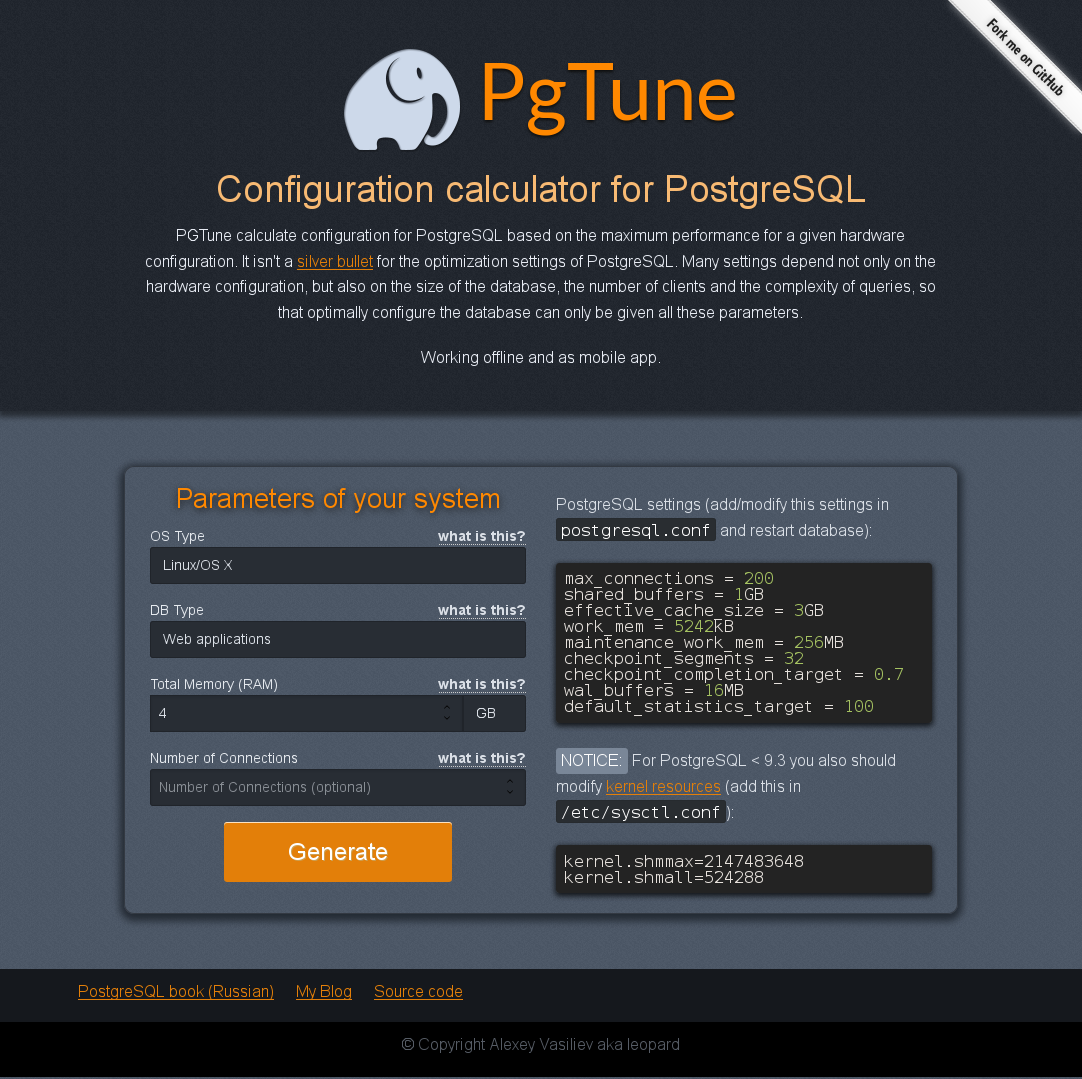 Fork me on GitHub
PgTune
Configuration calculator for PostgreSQL
PGTune calculate configuration for PostgreSQL based on the maximum performance for a given hardware
configuration. It isn't a silver bullet for the optimization settings of PostgreSQL. Many settings depend not only on the
hardware configuration, but also on the size of the database, the number of clients and the complexity of queries, so
that optimally configure the database can only be given all these parameters.
Working offline and as mobile app.
Parameters of your system
OS Type what is this?
Linux/OS X
DB Type what is this?
Web applications
Total Memory (RAM) what is this?
4 GB
Number of Connections what is this?
Number of Connections (optional)
Generate
PostgreSQL settings (add/modify this settings in
postgresql.conf and restart database):
max_connections = 200
shared_buffers = 1GB
effective_cache_size = 3GB
work_mem = 5242kB
maintenance_work_mem = 256MB
checkpoint_segments = 32
checkpoint_completion_target = 0.7
wal_buffers = 16MB
default_statistics_target = 100
NOTICE: For PostgreSQL < 9.3 you also should
modify kernel resources (add this in
/etc/sysctl.conf):
kernel.shmmax=2147483648
kernel.shmall=524288
PostgreSQL book (Russian) My Blog Source code
© Copyright Alexey Vasiliev aka leopard